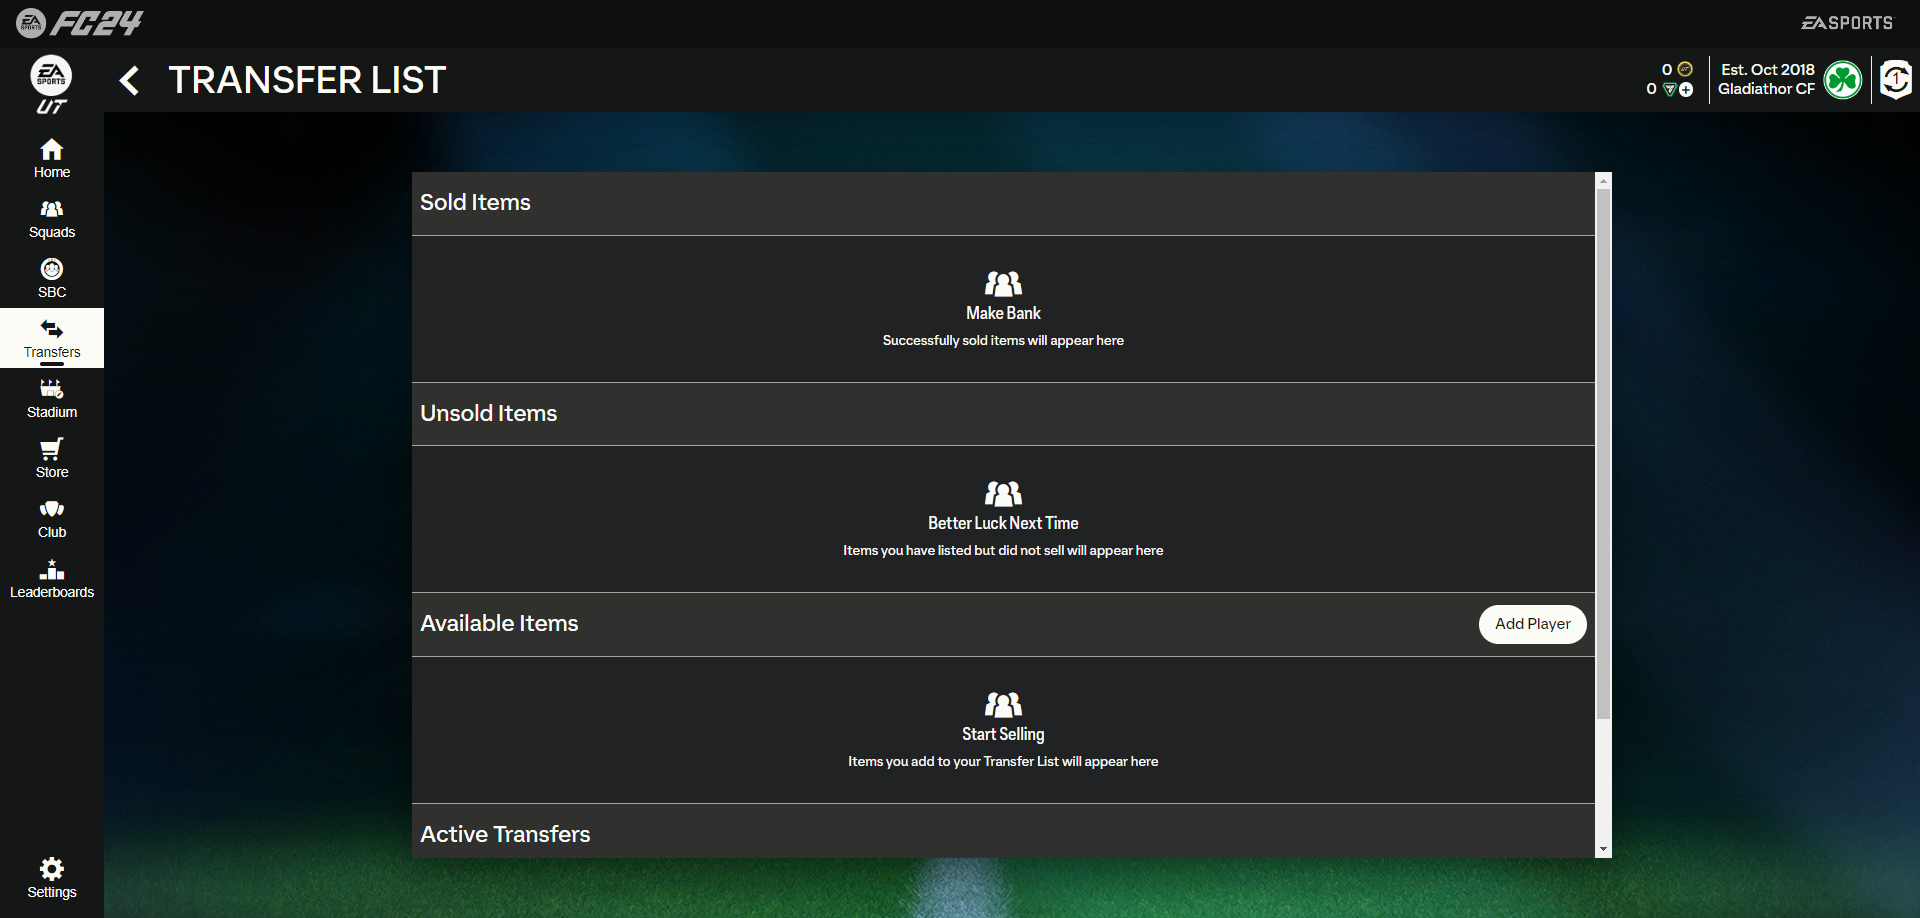 EA SPORTS FC24
EA SPORTS
EA SPORTS
UT
TRANSFER LIST
0
0
Est. Oct 2018
Gladiathor CF
1
Home
Squads
SBC
Transfers
Stadium
Store
Club
Leaderboards
Settings
Sold Items
Make Bank
Successfully sold items will appear here
Unsold Items
Better Luck Next Time
Items you have listed but did not sell will appear here
Available Items
Add Player
Start Selling
Items you add to your Transfer List will appear here
Active Transfers